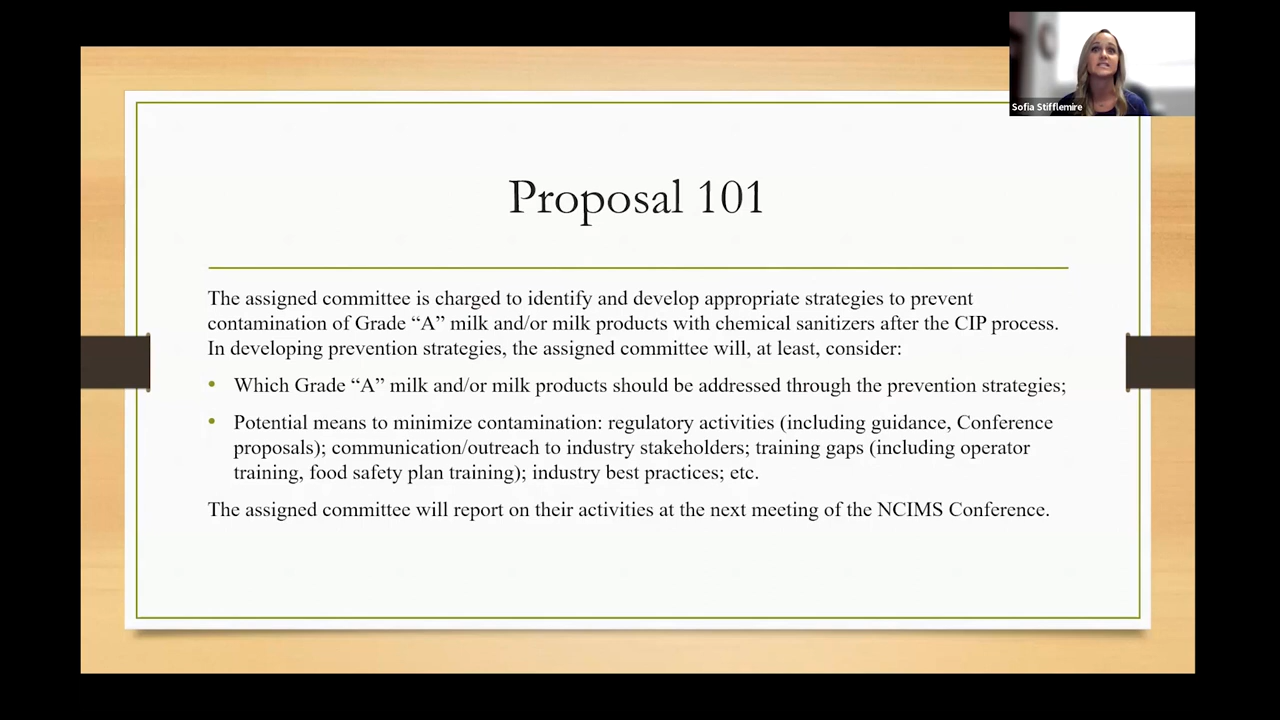 Sofia Stifflemire
Proposal 101
The assigned committee is charged to identify and develop appropriate strategies to prevent
contamination of Grade “A” milk and/or milk products with chemical sanitizers after the CIP process.
In developing prevention strategies, the assigned committee will, at least, consider:
• Which Grade “A” milk and/or milk products should be addressed through the prevention strategies;
• Potential means to minimize contamination: regulatory activities (including guidance, Conference
proposals); communication/outreach to industry stakeholders; training gaps (including operator
training, food safety plan training); industry best practices; etc.
The assigned committee will report on their activities at the next meeting of the NCIMS Conference.